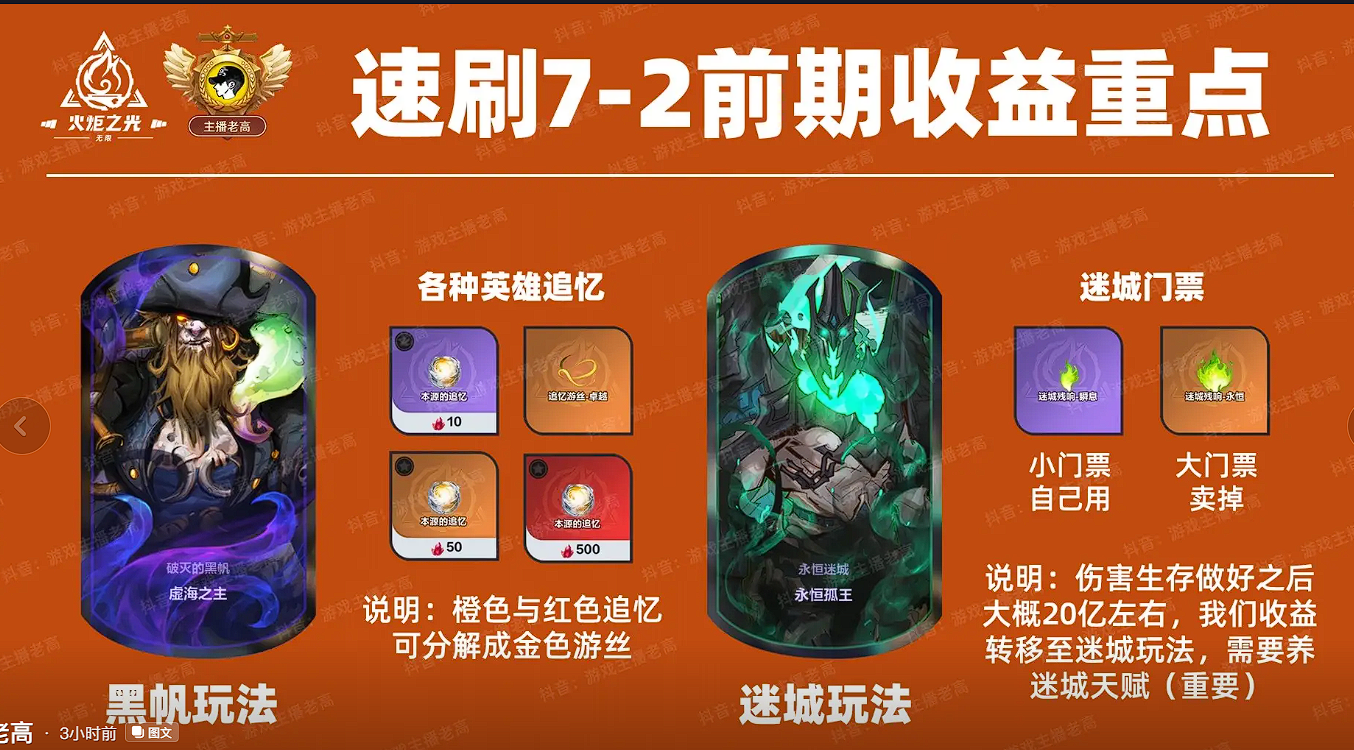 火炬之光
无限
主播老高
速刷7-2前期收益重点
各种英雄追忆
本源的追忆
10
追忆游丝-卓越
本源的追忆
50
本源的追忆
500
说明：橙色与红色追忆
可分解成金色游丝
破灭的黑帆
虚海之主
黑帆玩法
永恒迷城
永恒孤王
迷城玩法
迷城门票
迷城残响-瞬息
迷城残响-永恒
小门票
自己用
大门票
卖掉
说明：伤害生存做好之后
大概20亿左右，我们收益
转移至迷城玩法，需要养
迷城天赋（重要）
老高 · 3小时前 图文
抖音：游戏主播老高